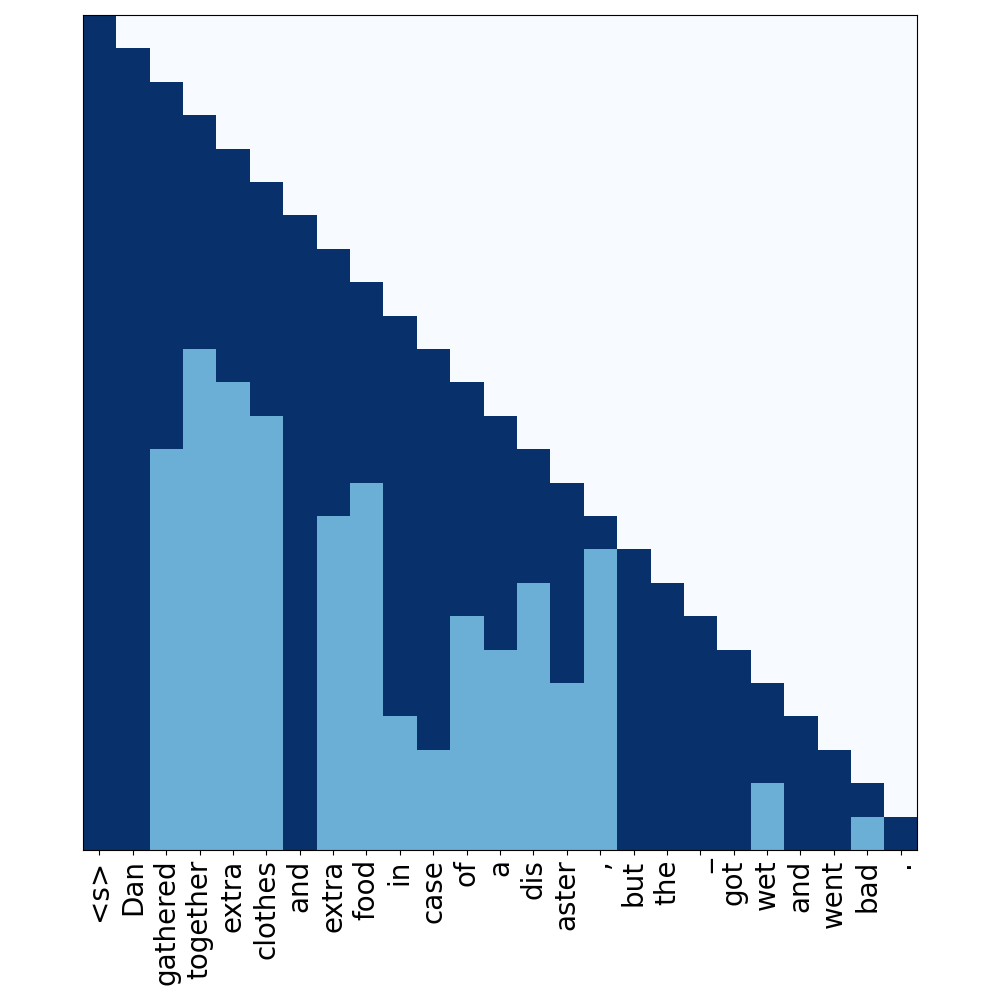 <s> Dan gathered together extra clothes and extra food in case of a dis aster , but the _ got wet and went bad .